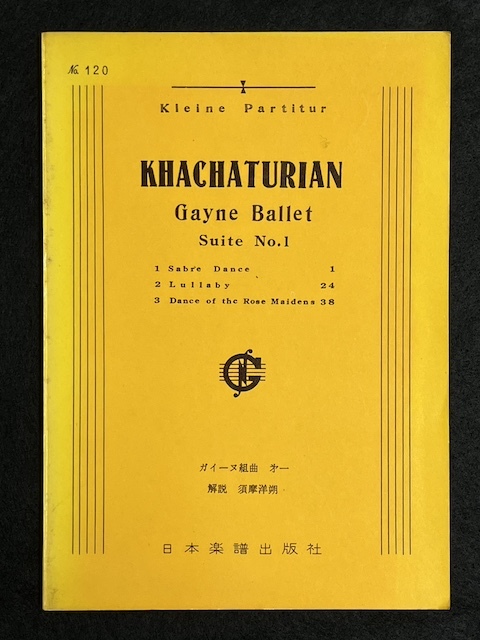 No. 120
Kleine Partitur
KHACHATURIAN
Gayne Ballet
Suite No.1
1 Sabre Dance 1
2 Lullaby 24
3 Dance of the Rose Maidens 38
ガイーヌ組曲 才一
解説 須摩洋朔
日本楽譜出版社